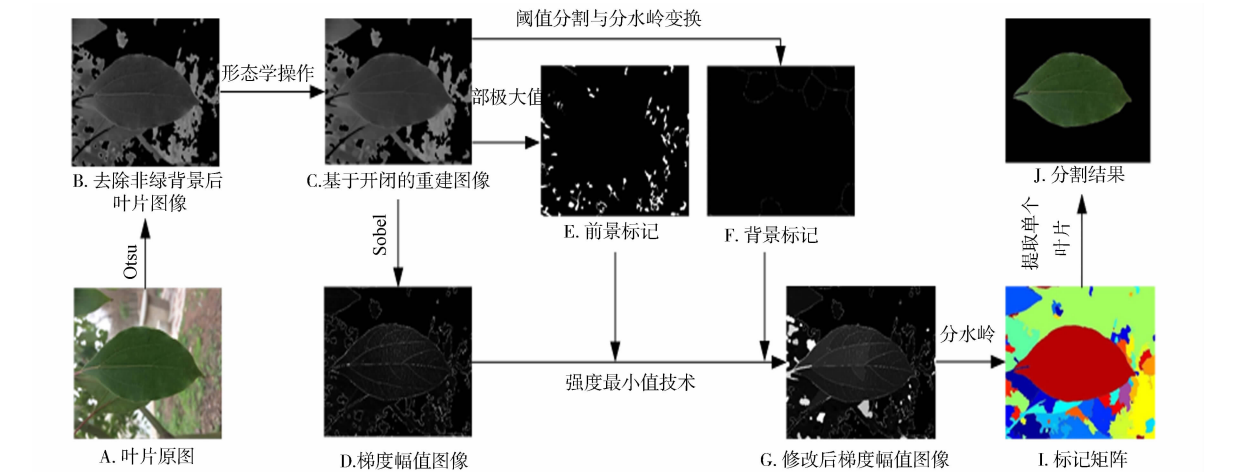 阈值分割与分水岭变换
形态学操作
部极大值
B. 去除非绿背景后
叶片图像
C.基于开闭的重建图像
E. 前景标记
F. 背景标记
J. 分割结果
Otsu
Sobel
提取单个
叶片
分水岭
强度最小值技术
A. 叶片原图
D.梯度幅值图像
G. 修改后梯度幅值图像
I. 标记矩阵